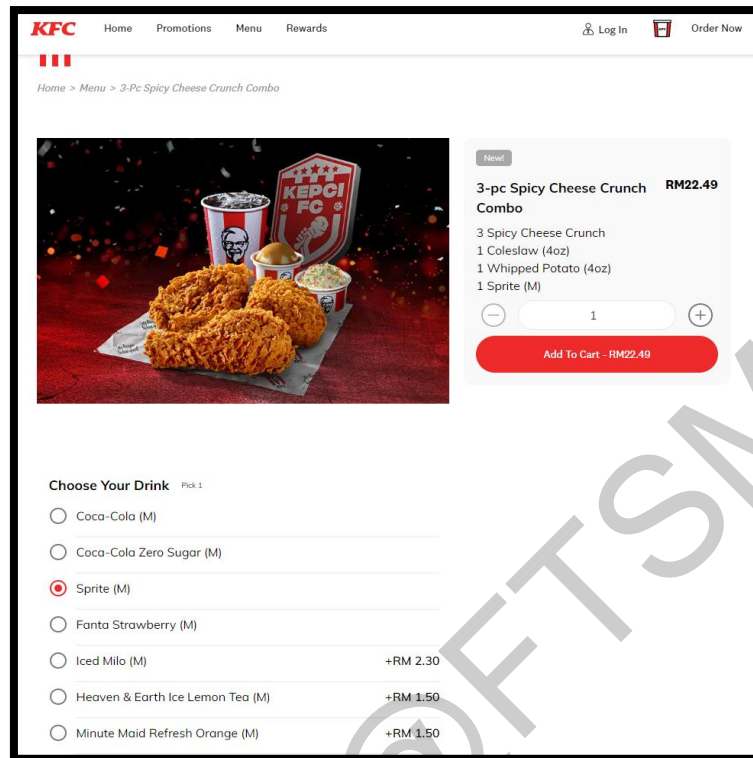 KFC Home Promotions Menu Rewards Log In Order Now
Home > Menu > 3-Pc Spicy Cheese Crunch Combo
KEPCI
FC
New!
3-pc Spicy Cheese Crunch Combo RM22.49
3 Spicy Cheese Crunch
1 Coleslaw (4oz)
1 Whipped Potato (4oz)
1 Sprite (M)
1
Add To Cart - RM22.49
Choose Your Drink Pick 1
Coca-Cola (M)
Coca-Cola Zero Sugar (M)
Sprite (M)
Fanta Strawberry (M)
Iced Milo (M) +RM 2.30
Heaven & Earth Ice Lemon Tea (M) +RM 1.50
Minute Maid Refresh Orange (M) +RM 1.50
@FTSM